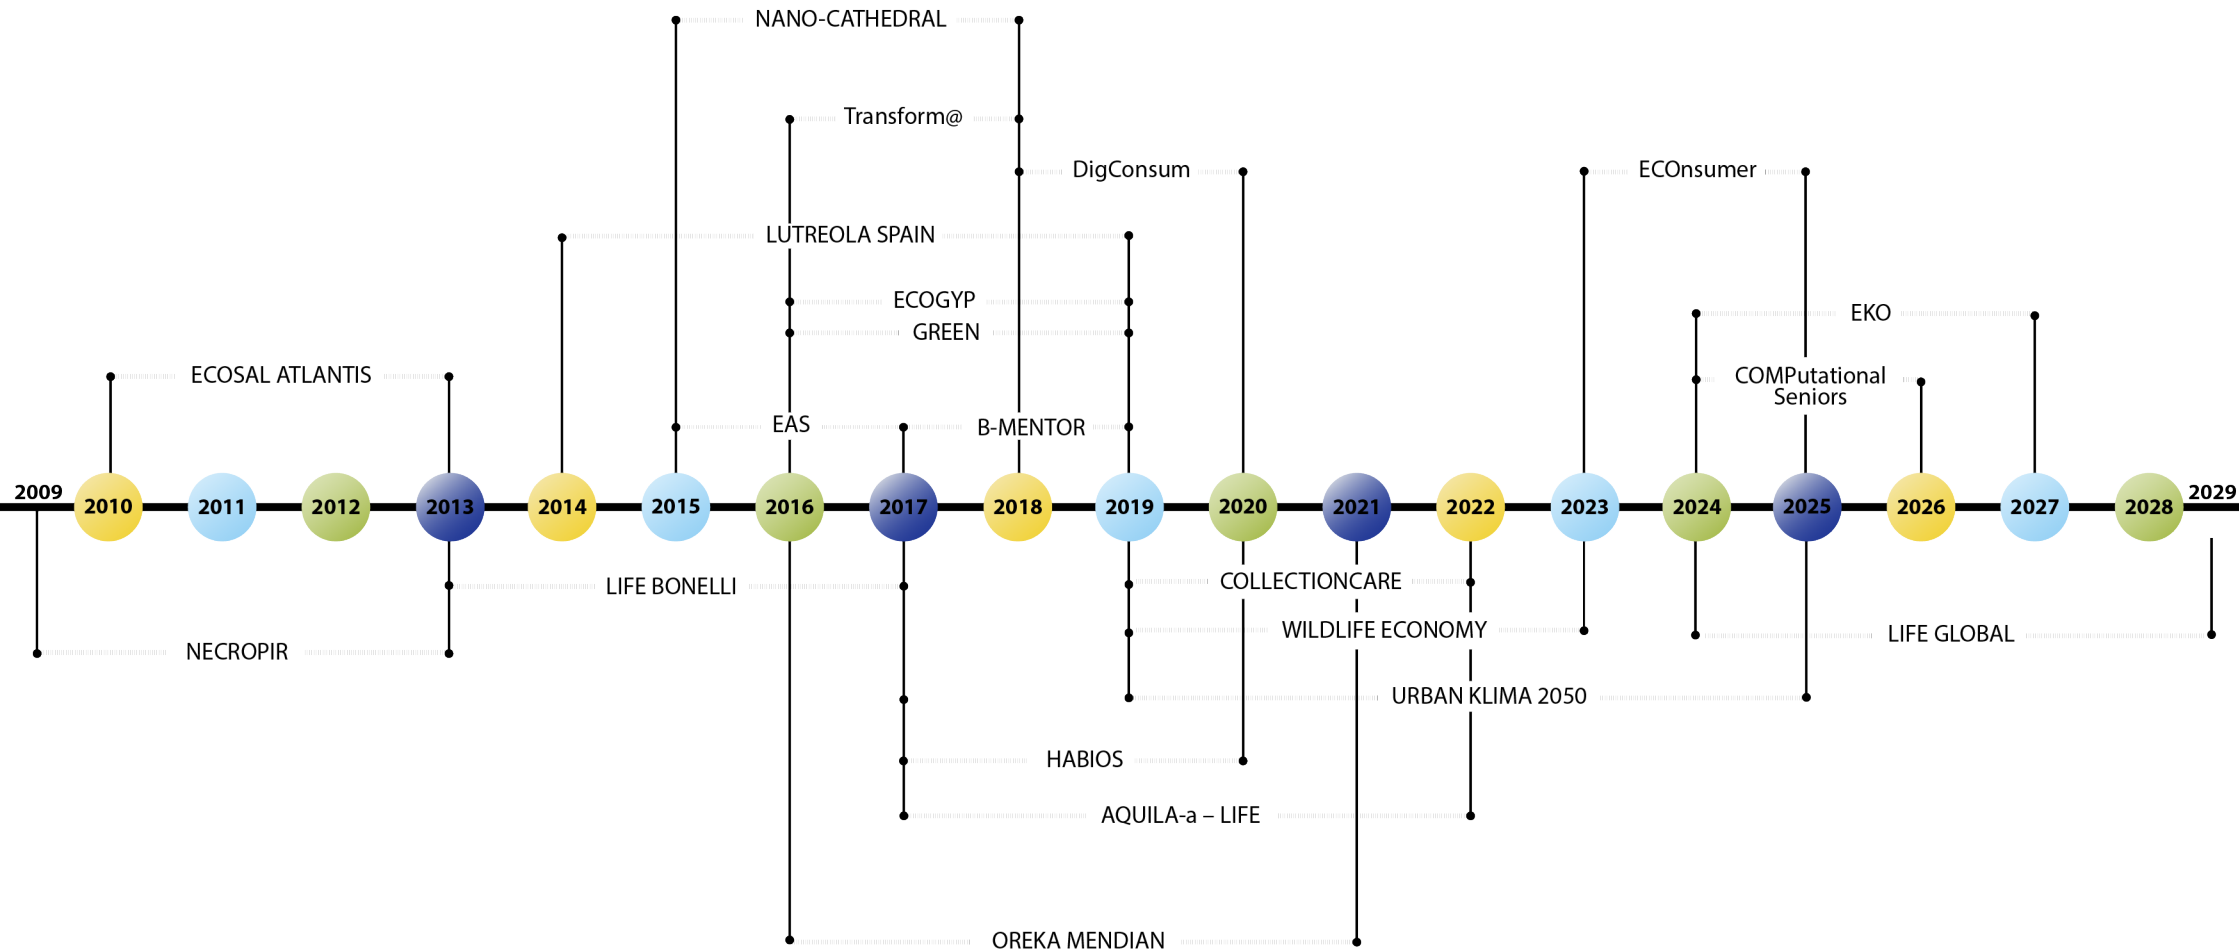 NANO-CATHEDRAL
Transform@
DigConsum
ECOnsumer
LUTREOLA SPAIN
ECOGYP
EKO
GREEN
ECOSAL ATLANTIS
COMPutational
Seniors
EAS
B-MENTOR
2009
2010
2011
2012
2013
2014
2015
2016
2017
2018
2019
2020
2021
2022
2023
2024
2025
2026
2027
2028
2029
LIFE BONELLI
COLLECTIONCARE
WILDLIFE ECONOMY
LIFE GLOBAL
NECROPIR
URBAN KLIMA 2050
HABIOS
AQUILA-a – LIFE
OREKA MENDIAN